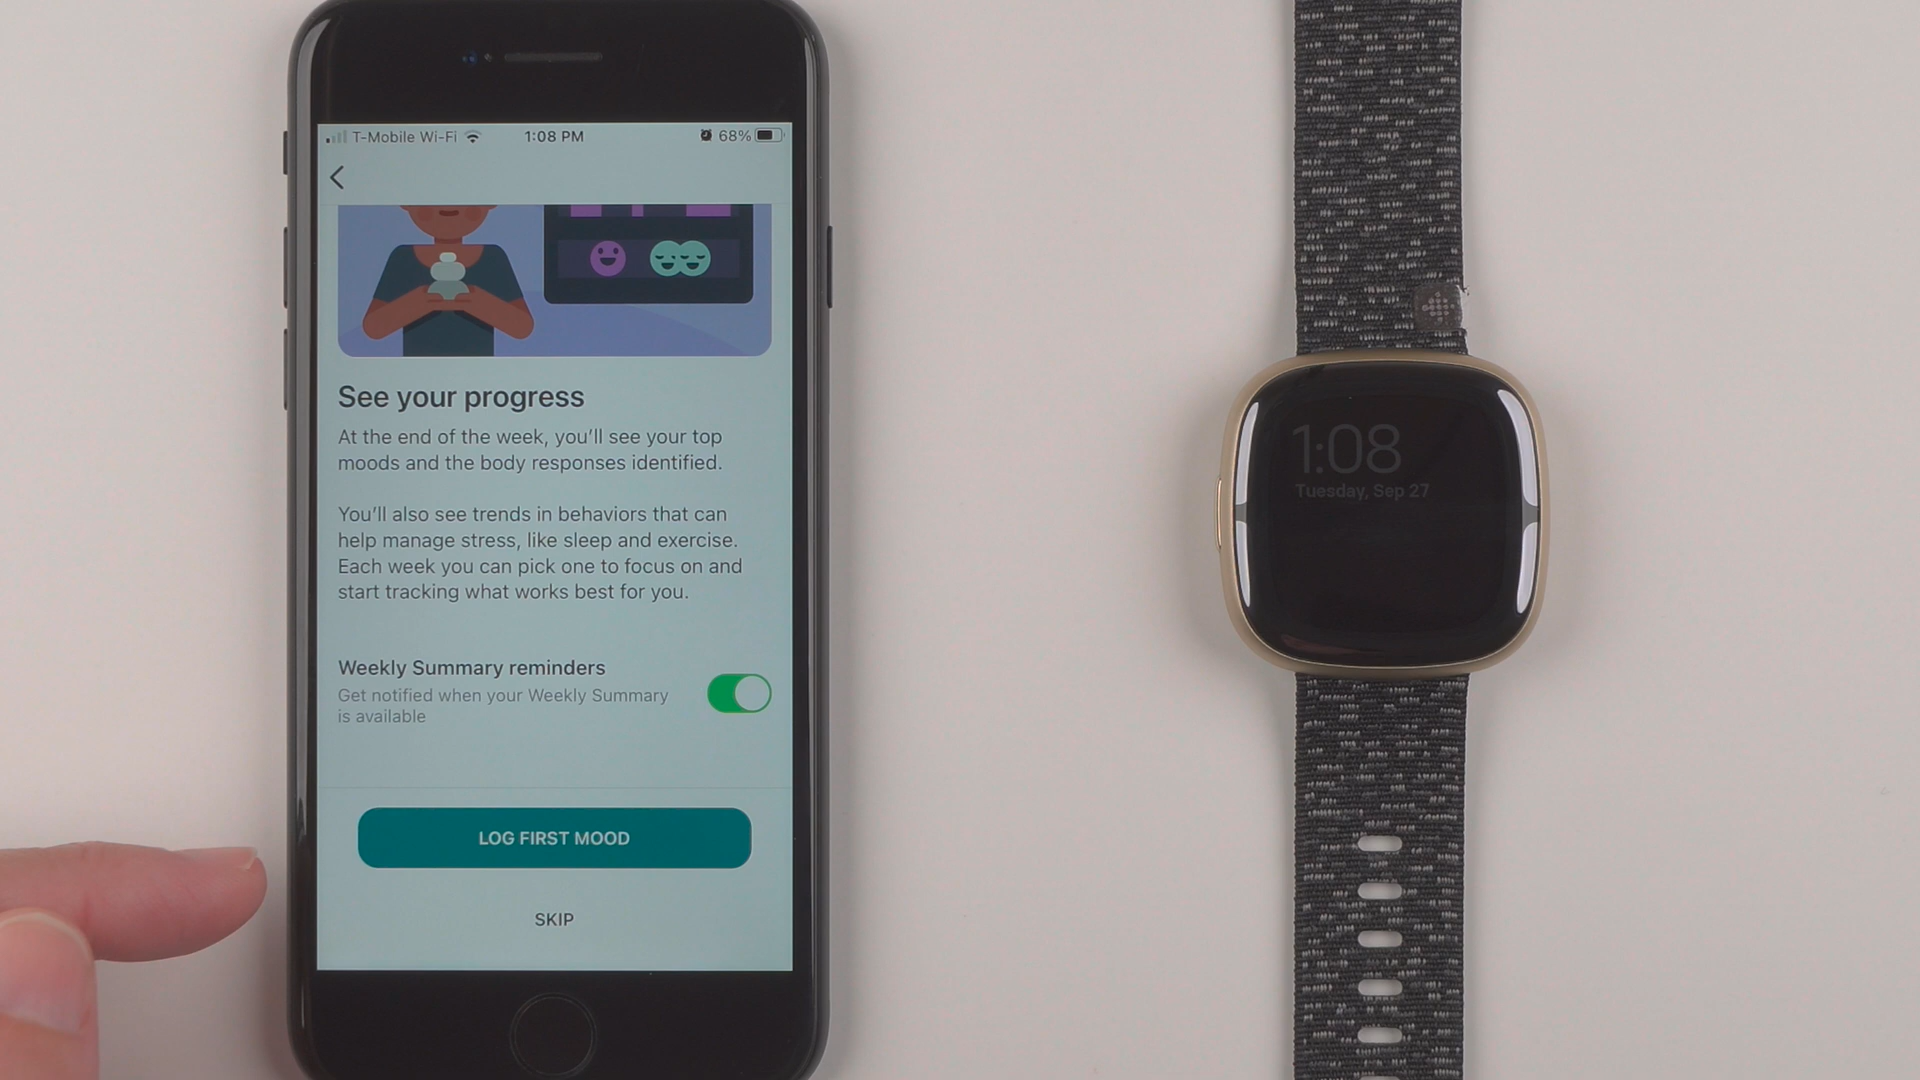 T-Mobile Wi-Fi 1:08 PM 68%
See your progress
At the end of the week, you'll see your top
moods and the body responses identified.
You'll also see trends in behaviors that can
help manage stress, like sleep and exercise.
Each week you can pick one to focus on and
start tracking what works best for you.
Weekly Summary reminders
Get notified when your Weekly Summary
is available
LOG FIRST MOOD
SKIP
1:08
Tuesday, Sep 27